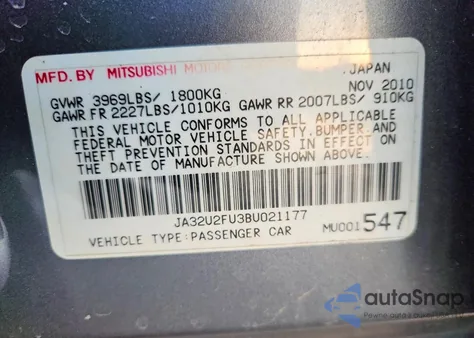 MFD. BY MITSUBISHI MOTORS JAPAN
GVWR 3969LBS/ 1800KG NOV 2010
GAWR FR 2227LBS/1010KG GAWR RR 2007LBS/ 910KG
THIS VEHICLE CONFORMS TO ALL APPLICABLE
FEDERAL MOTOR VEHICLE SAFETY, BUMPER, AND
THEFT PREVENTION STANDARDS IN EFFECT ON
THE DATE OF MANUFACTURE SHOWN ABOVE.
JA32U2FU3BU021177
VEHICLE TYPE:PASSENGER CAR MU001547
autoSnap